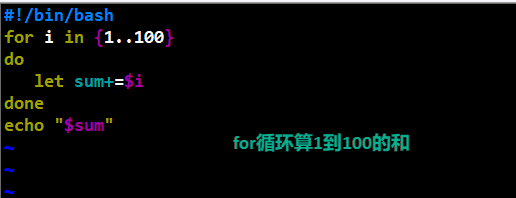 #!/bin/bash
for i in {1..100}
do
   let sum+=$i
done
echo "$sum"
for循环算1到100的和
~
~
~